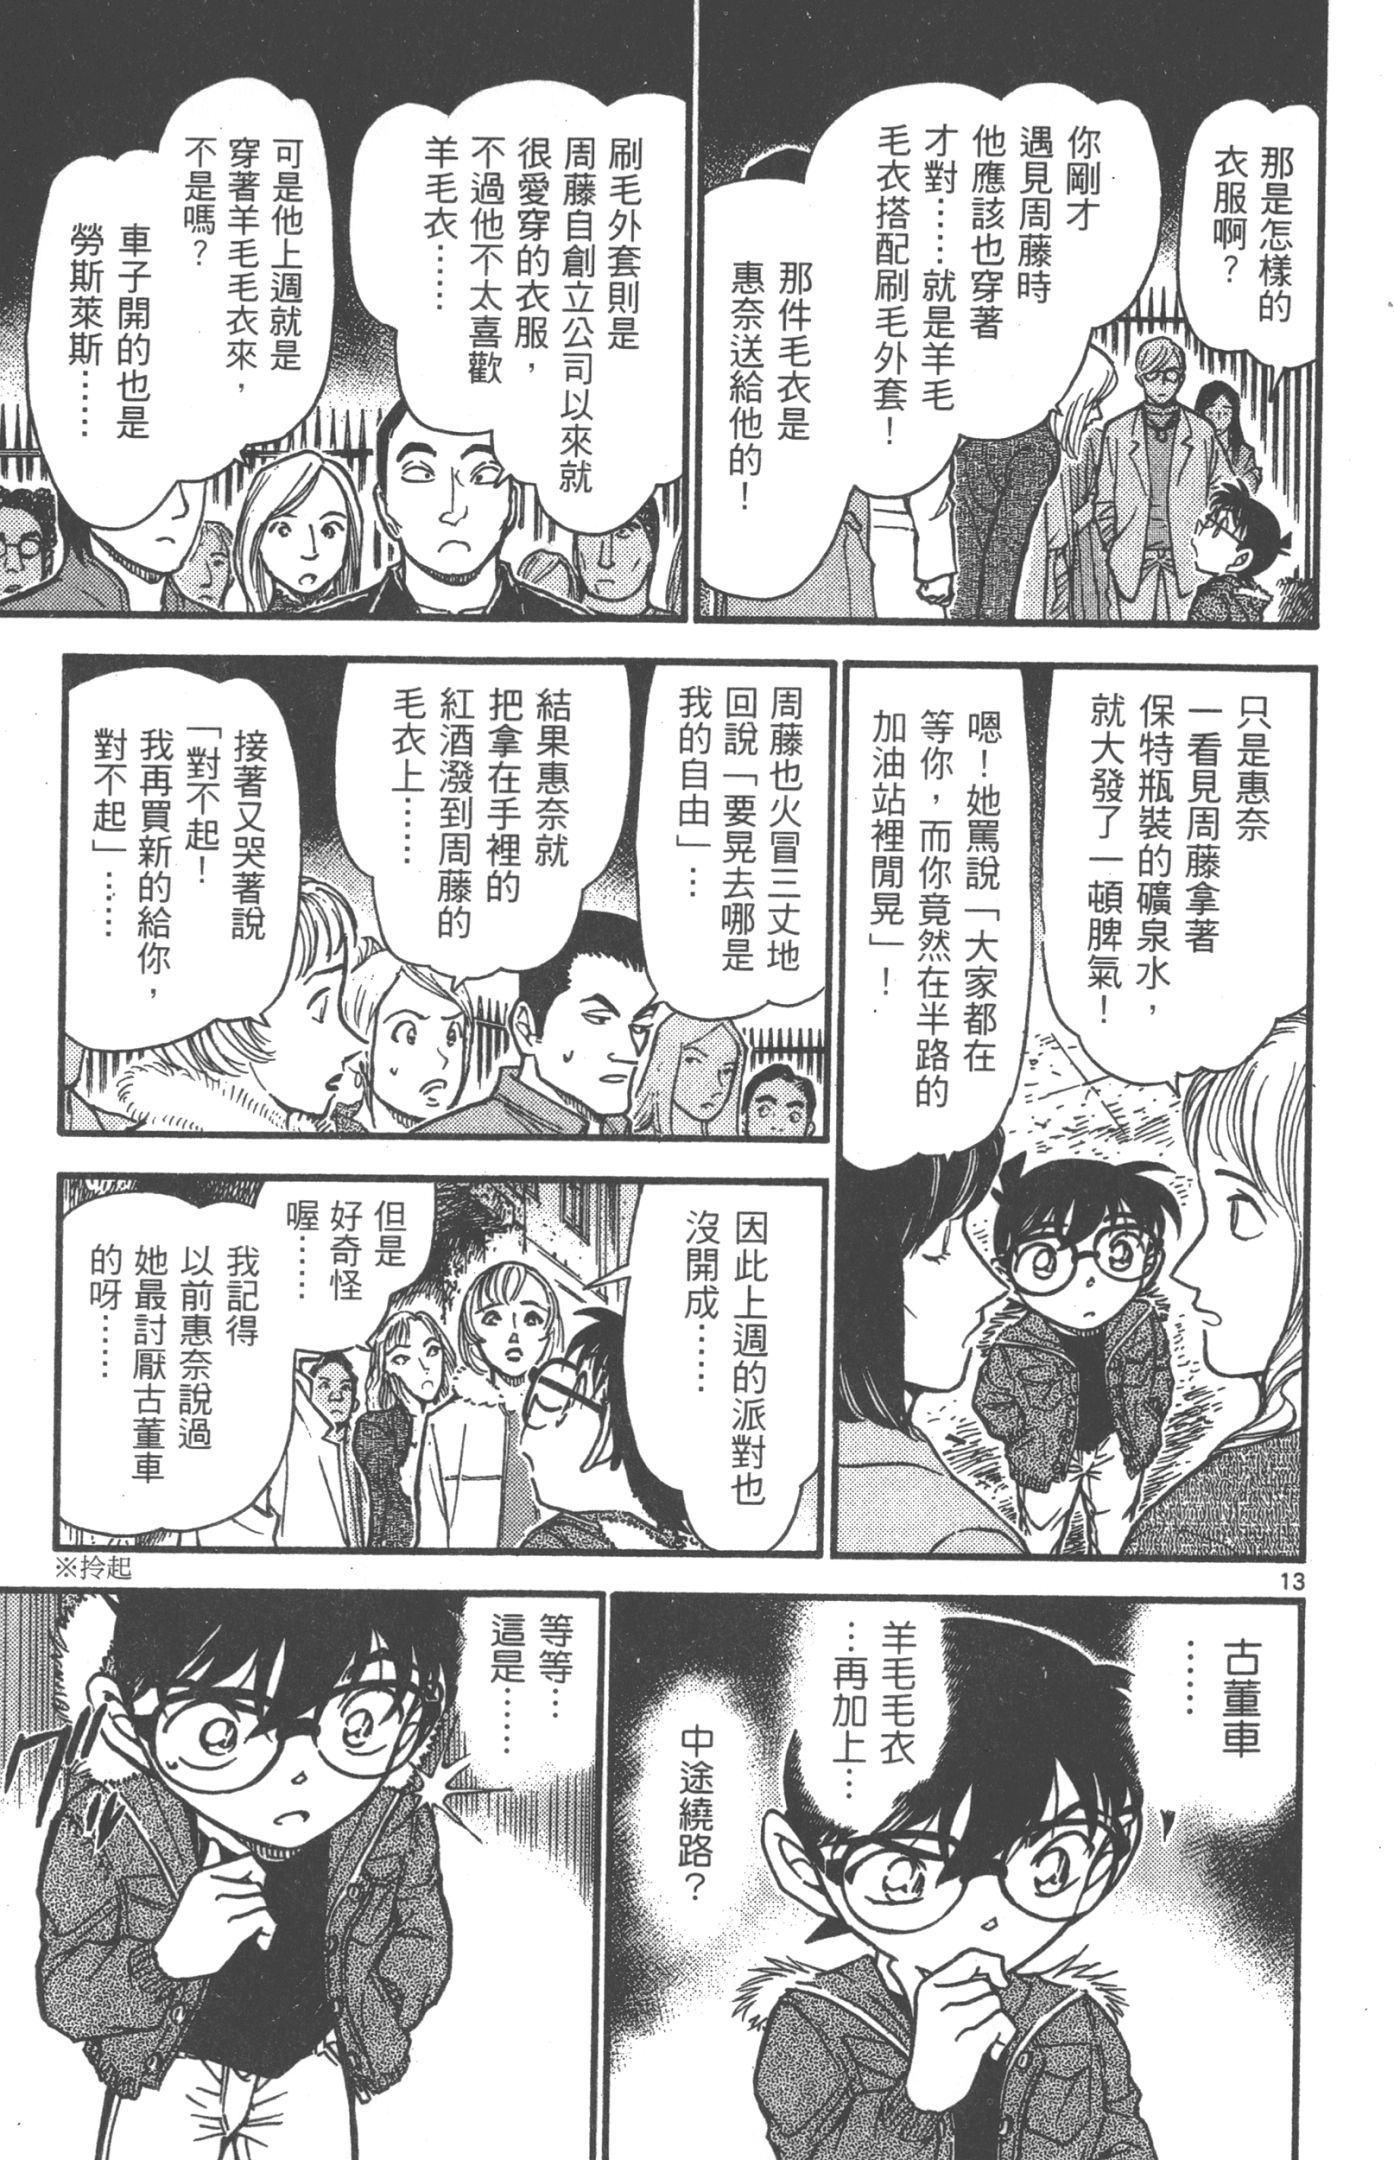 那是怎樣的
衣服啊？
你剛才
遇見周藤時
他應該也穿著
才對……就是羊毛
毛衣搭配刷毛外套！
那件毛衣是
惠奈送給他的！
刷毛外套則是
周藤自創立公司以來就
很愛穿的衣服，
不過他不太喜歡
羊毛衣……
可是他上週就是
穿著羊毛毛衣來，
不是嗎？
車子開的也是
勞斯萊斯……
只是惠奈
一看見周藤拿著
保特瓶裝的礦泉水，
就大發了一頓脾氣！
嗯！她罵說「大家都在
等你，而你竟然在半路的
加油站裡閒晃」！
周藤也火冒三丈地
回說「要晃去哪是
我的自由」…
結果惠奈就
把拿在手裡的
紅酒潑到周藤的
毛衣上……
接著又哭著說
「對不起！
我再買新的給你，
對不起」……
因此上週的派對也
沒開成……
但是
好奇怪
喔……
我記得
以前惠奈說過
她最討厭古董車
的呀……
※拎起
13
古董車
……
羊毛毛衣
…再加上…
中途繞路？
等等…
這是……